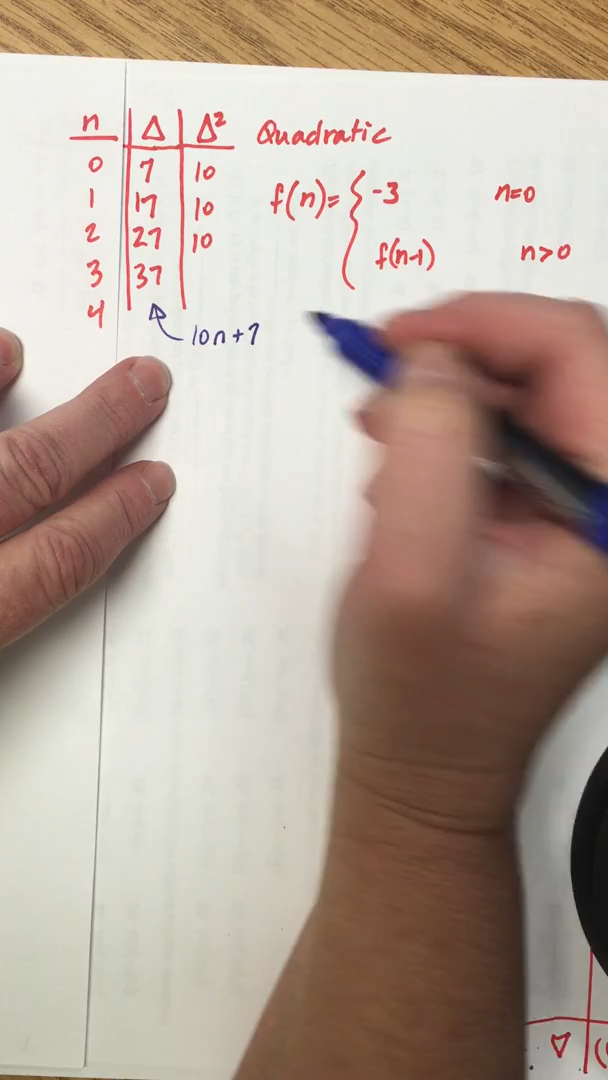 n Δ Δ² Quadratic
0 7 10
1 17 10
2 27 10
3 37
4
f(n)= { -3 n=0
f(n-1) n>0
10n+7
∇ (